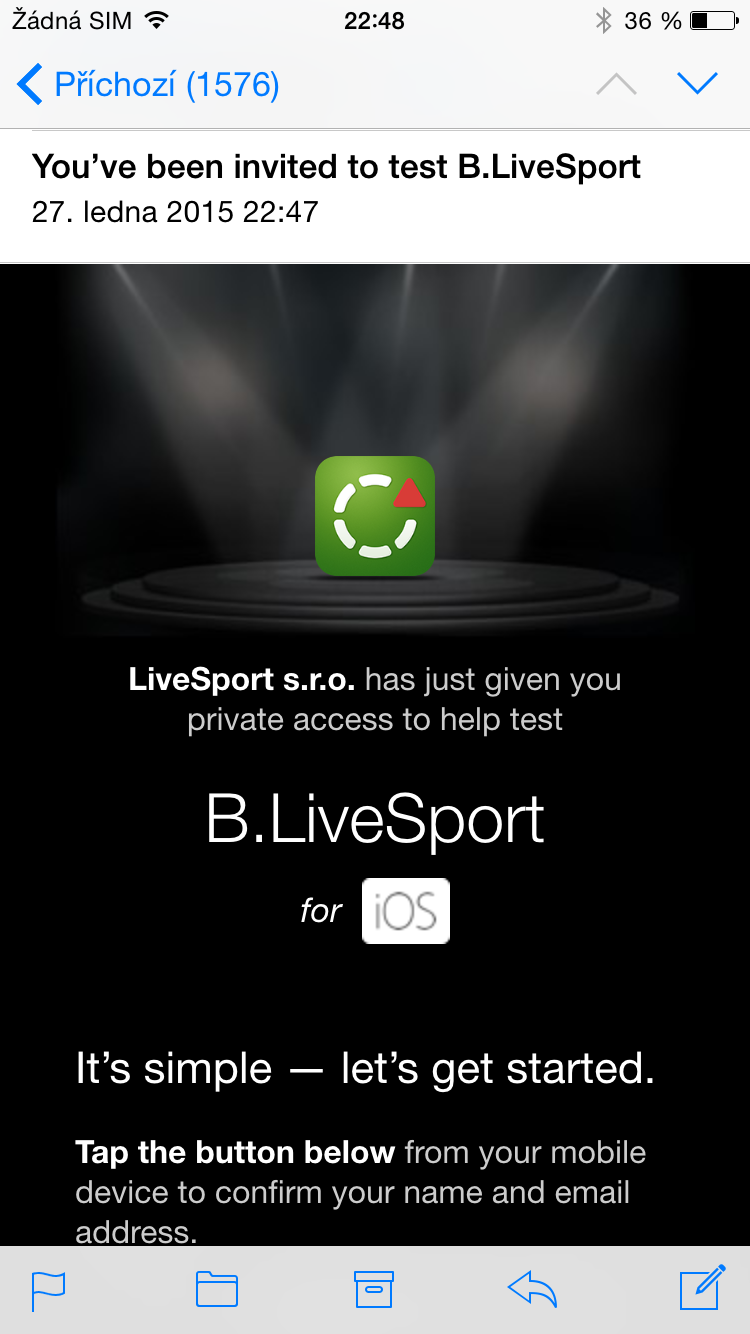 Žádná SIM 22:48 36 %
Příchozí (1576)
You’ve been invited to test B.LiveSport
27. ledna 2015 22:47
LiveSport s.r.o. has just given you
private access to help test
B.LiveSport
for iOS
It’s simple — let’s get started.
Tap the button below from your mobile
device to confirm your name and email
address.